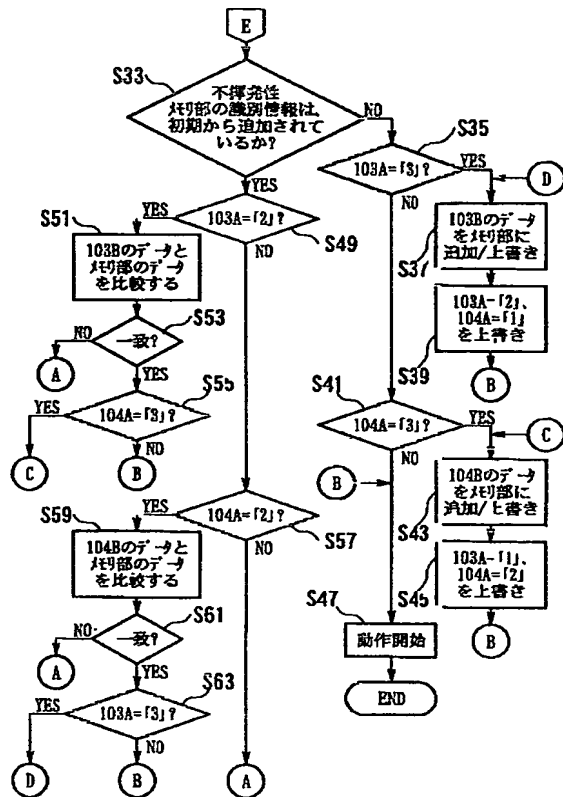 E
S33
不揮発性
メモリ部の識別情報は、
初期から追加されて
いるか?
NO
YES
S35
103A=「3」?
YES
NO
D
S37
103Bのデータ
をメモリ部に
追加/上書き
S39
103A-「2」、
104A=「1」
を上書き
B
S41
104A=「3」?
YES
NO
C
S43
104Bのデータ
をメモリ部に
追加/上書き
S45
103A-「1」、
104A=「2」
を上書き
B
B
S47
動作開始
END
S49
103A=「2」?
YES
NO
S51
103Bのデータと
メモリ部のデータ
を比較する
S53
一致?
NO
A
YES
S55
104A=「3」?
YES
C
NO
B
S57
104A=「2」?
YES
NO
A
S59
104Bのデータと
メモリ部のデータ
を比較する
S61
一致?
NO
A
YES
S63
103A=「3」?
YES
D
NO
B